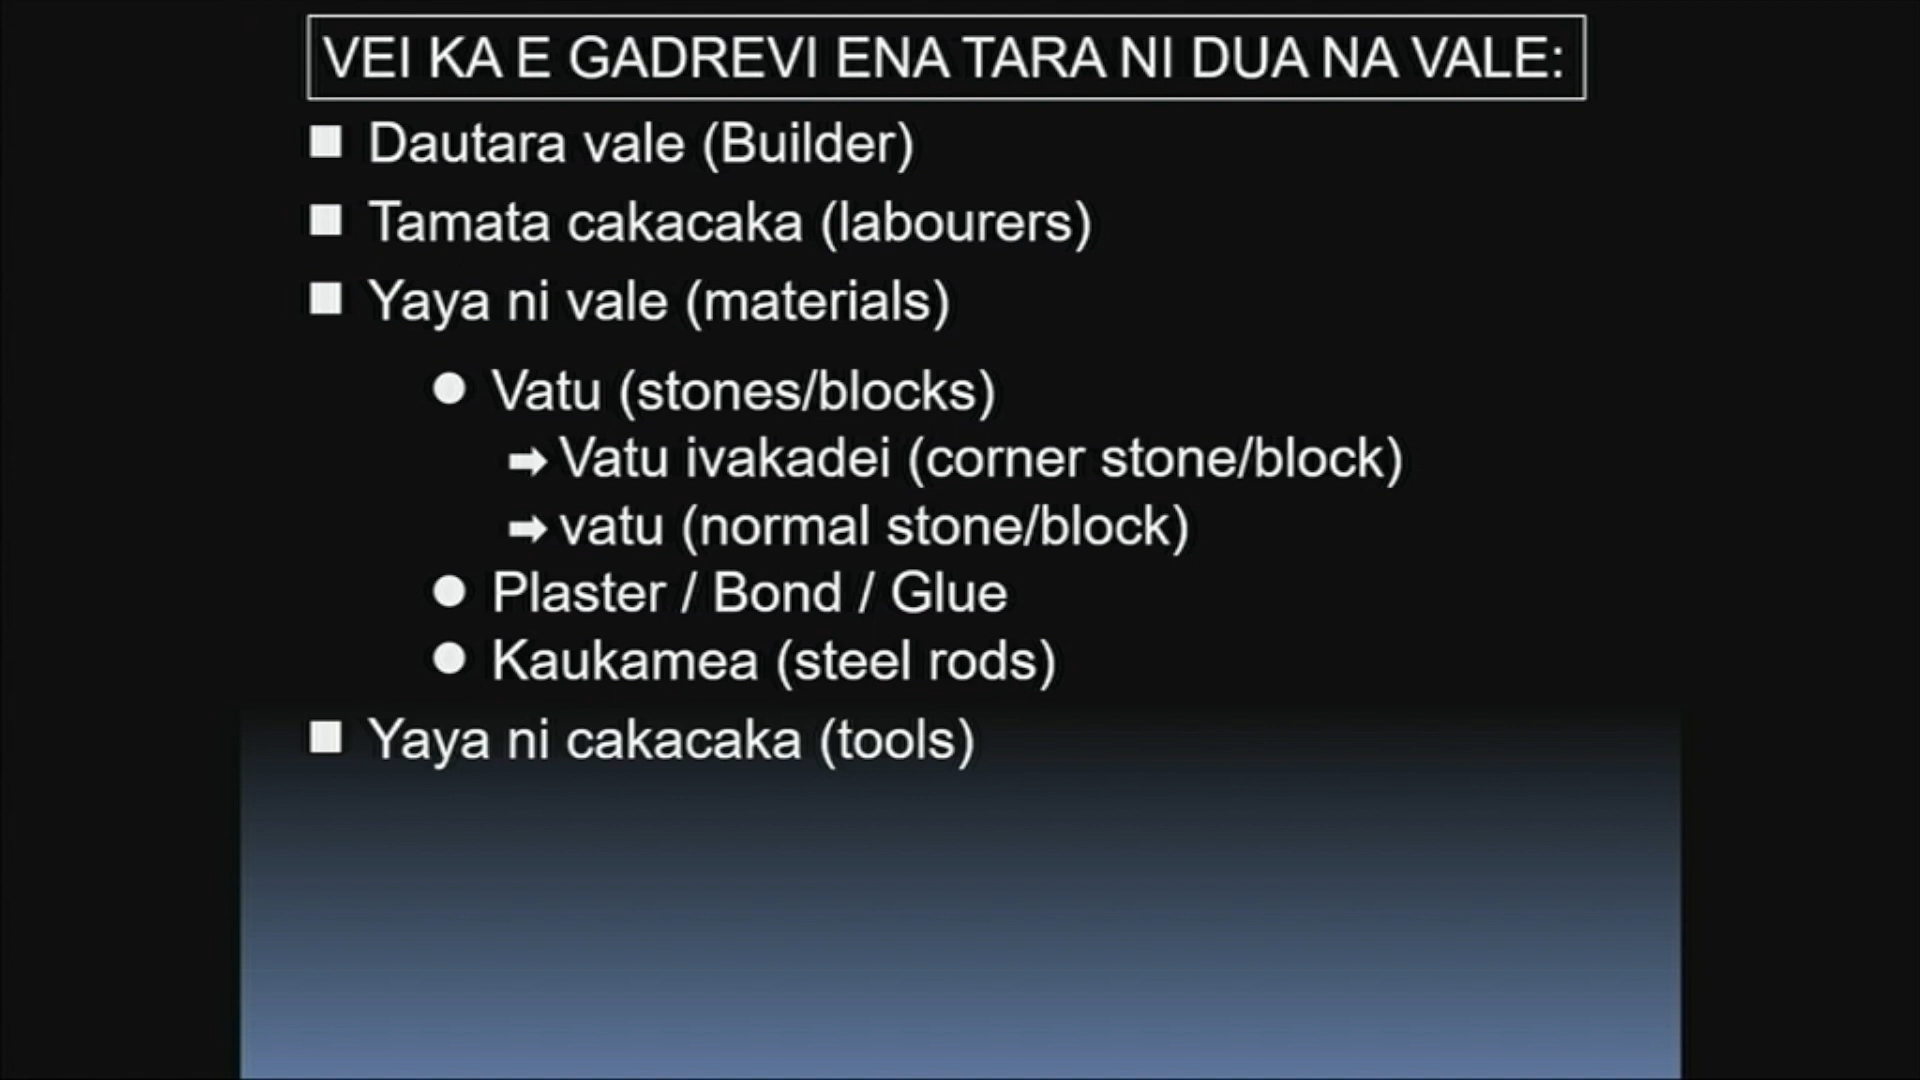 VEI KA E GADREVI ENA TARA NI DUA NA VALE:
Dautara vale (Builder)
Tamata cakacaka (labourers)
Yaya ni vale (materials)
Vatu (stones/blocks)
➡ Vatu ivakadei (corner stone/block)
➡ vatu (normal stone/block)
Plaster / Bond / Glue
Kaukamea (steel rods)
Yaya ni cakacaka (tools)